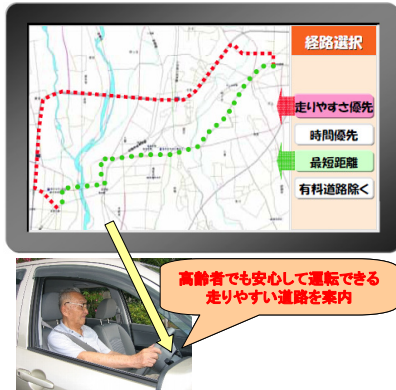 経路選択
走りやすさ優先
時間優先
最短距離
有料道路除く
高齢者でも安心して運転できる
走りやすい道路を案内